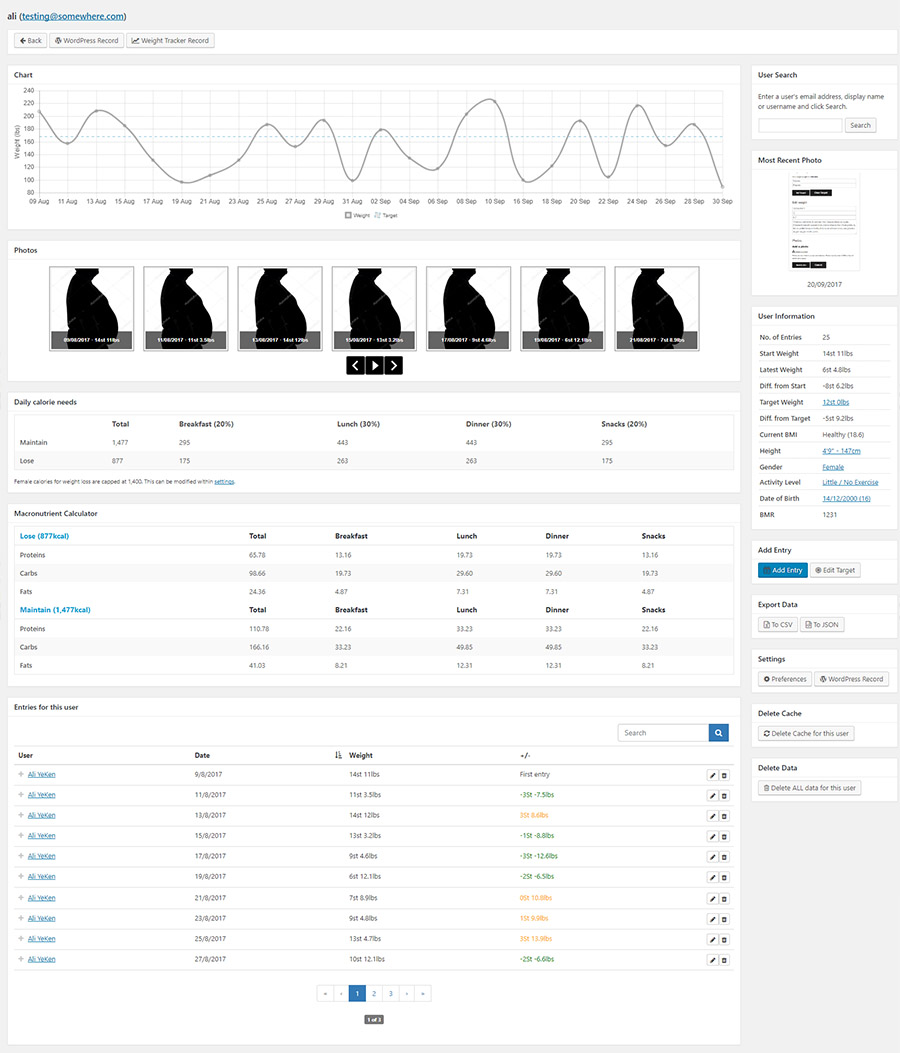 ali (testing@somewhere.com)
Back WordPress Record Weight Tracker Record
Chart
Weight (lbs)
240
220
200
180
160
140
120
100
80
09 Aug 11 Aug 13 Aug 15 Aug 17 Aug 19 Aug 21 Aug 23 Aug 25 Aug 27 Aug 29 Aug 31 Aug 02 Sep 04 Sep 06 Sep 08 Sep 10 Sep 16 Sep 18 Sep 20 Sep 22 Sep 24 Sep 26 Sep 28 Sep 30 Sep
Weight Target
Photos
09/08/2017 - 14st 11lbs 11/08/2017 - 11st 3.5lbs 13/08/2017 - 14st 12lbs 15/08/2017 - 13st 3.2lbs 17/08/2017 - 9st 4.6lbs 19/08/2017 - 6st 12.1lbs 21/08/2017 - 7st 8.9lbs
Daily calorie needs
Total Breakfast (20%) Lunch (30%) Dinner (30%) Snacks (20%)
Maintain 1,477 295 443 443 295
Lose 877 175 263 263 175
Female calories for weight loss are capped at 1,400. This can be modified within settings.
Macronutrient Calculator
Lose (877kcal) Total Breakfast Lunch Dinner Snacks
Proteins 65.78 13.16 19.73 19.73 13.16
Carbs 98.66 19.73 29.60 29.60 19.73
Fats 24.36 4.87 7.31 7.31 4.87
Maintain (1,477kcal) Total Breakfast Lunch Dinner Snacks
Proteins 110.78 22.16 33.23 33.23 22.16
Carbs 166.16 33.23 49.85 49.85 33.23
Fats 41.03 8.21 12.31 12.31 8.21
Entries for this user
Search
User Date Weight +/-
Ali YeKen 9/8/2017 14st 11lbs First entry
Ali YeKen 11/8/2017 11st 3.5lbs -3St -7.5lbs
Ali YeKen 13/8/2017 14st 12lbs 3St 8.6lbs
Ali YeKen 15/8/2017 13st 3.2lbs -1St -8.8lbs
Ali YeKen 17/8/2017 9st 4.6lbs -3St -12.6lbs
Ali YeKen 19/8/2017 6st 12.1lbs -2St -6.5lbs
Ali YeKen 21/8/2017 7st 8.9lbs 0St 10.8lbs
Ali YeKen 23/8/2017 9st 4.8lbs 1St 9.9lbs
Ali YeKen 25/8/2017 13st 4.7lbs 3St 13.9lbs
Ali YeKen 27/8/2017 10st 12.1lbs -2St -6.6lbs
« ‹ 1 2 3 › »
1 of 3
User Search
Enter a user's email address, display name
or username and click Search.
Search
Most Recent Photo
20/09/2017
User Information
No. of Entries 25
Start Weight 14st 11lbs
Latest Weight 6st 4.8lbs
Diff. from Start -8st 6.2lbs
Target Weight 12st 0lbs
Diff. from Target -5st 9.2lbs
Current BMI Healthy (18.6)
Height 4'9" - 147cm
Gender Female
Activity Level Little / No Exercise
Date of Birth 14/12/2000 (16)
BMR 1231
Add Entry
Add Entry Edit Target
Export Data
To CSV To JSON
Settings
Preferences WordPress Record
Delete Cache
Delete Cache for this user
Delete Data
Delete ALL data for this user